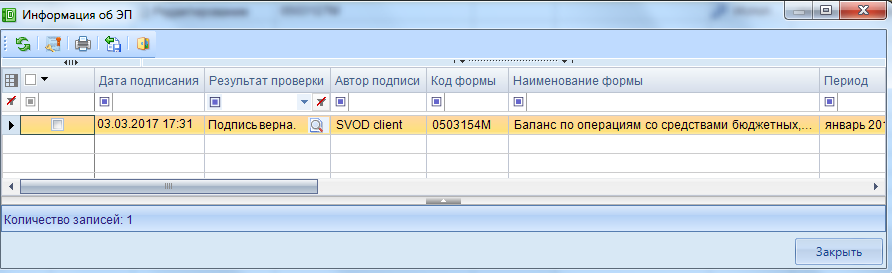 Информация об ЭП
Дата подписания Результат проверки Автор подписи Код формы Наименование формы Период
03.03.2017 17:31 Подпись верна. SVOD client 0503154M Баланс по операциям со средствами бюджетных,... январь 201
Количество записей: 1
Закрыть